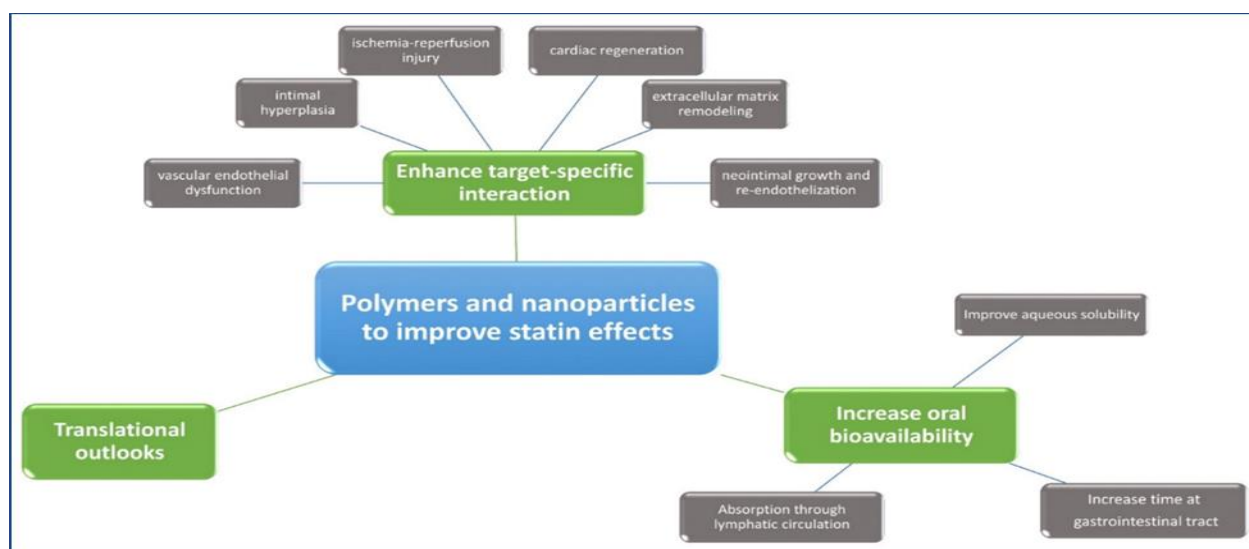 ischemia-reperfusion
injury
cardiac regeneration
intimal
hyperplasia
extracellular matrix
remodeling
vascular endothelial
dysfunction
Enhance target-specific
interaction
neointimal growth and
re-endothelization
Polymers and nanoparticles
to improve statin effects
Improve aqueous solubility
Translational
outlooks
Increase oral
bioavailability
Absorption through
lymphatic circulation
Increase time at
gastrointestinal tract